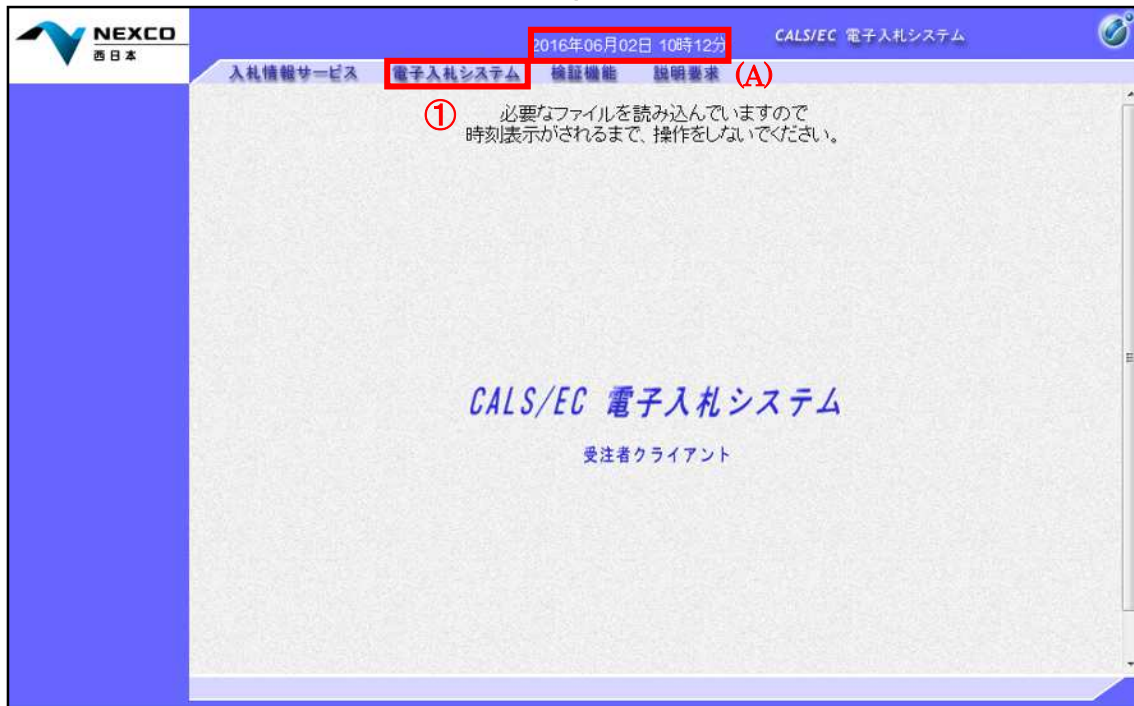 NEXCO
西日本
2016年06月02日 10時12分
CALS/EC 電子入札システム
入札情報サービス 電子入札システム 検証機能 説明要求 (A)
① 必要なファイルを読み込んでいますので
時刻表示がされるまで、操作をしないでください。
CALS/EC 電子入札システム
受注者クライアント